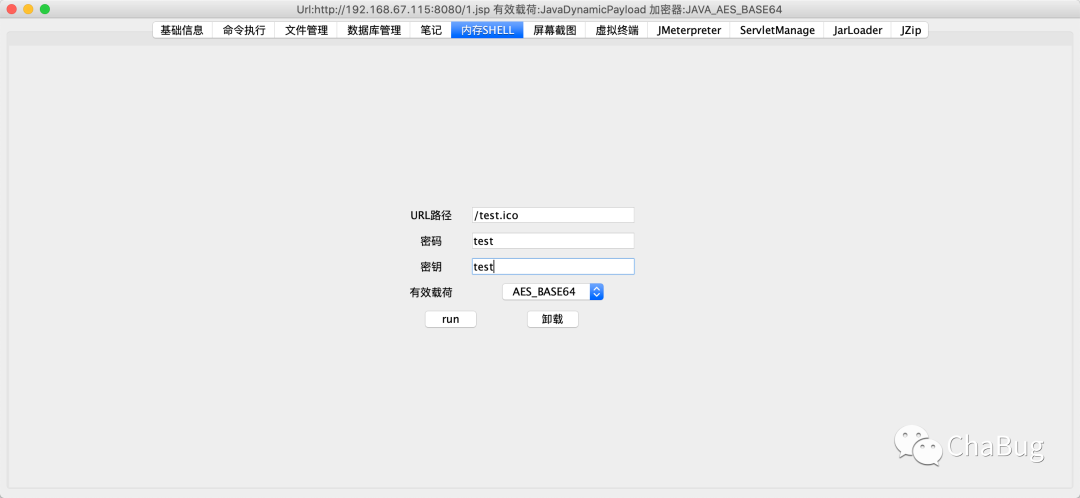 Url:http://192.168.67.115:8080/1.jsp 有效载荷:JavaDynamicPayload 加密器:JAVA_AES_BASE64
基础信息 命令执行 文件管理 数据库管理 笔记 内存SHELL 屏幕截图 虚拟终端 JMeterpreter ServletManage JarLoader JZip
URL路径 /test.ico
密码 test
密钥 test
有效载荷 AES_BASE64
run 卸载
ChaBug